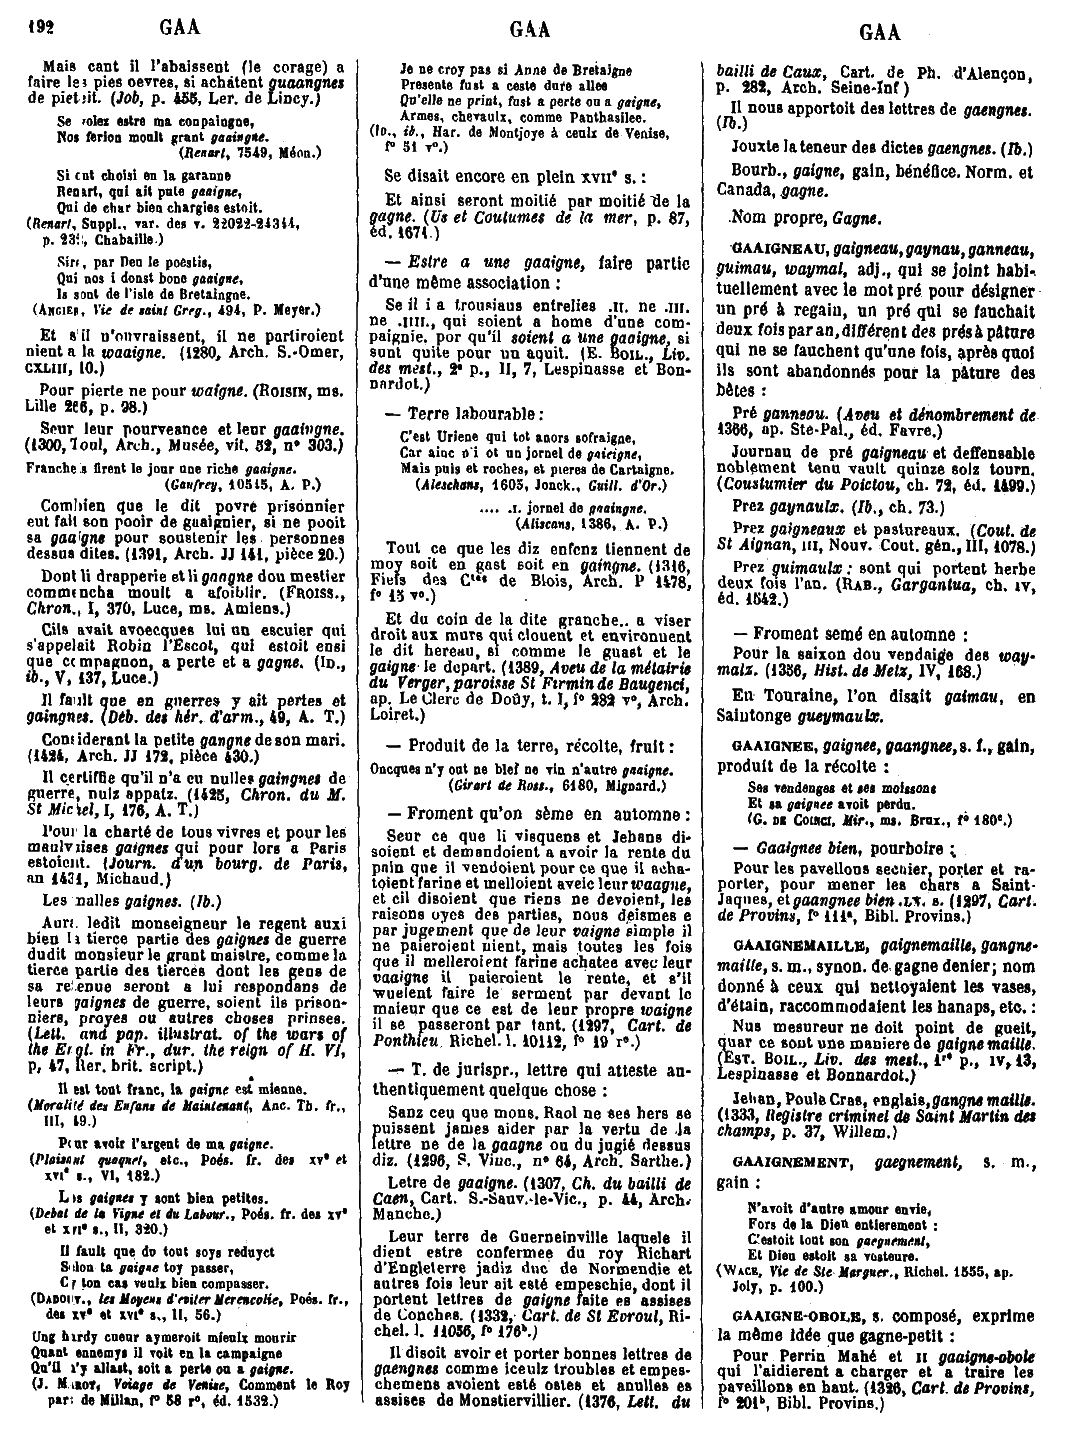 192 GAA GAA GAA
Mais cant il l'abaissent (le corage) a
faire les pies oevres, si achâtent guaangnes
de piet sit. (Job, p. 455, Ler. de Lincy.)
Se volez estre ma conpaingne,
Nos ferion moult grant gaaingne.
(Renart, 7549, Méon.)
Si ont choisi en la garanne
Renart, qui ait pute gaaigne,
Qui de char bien chargies estoit.
(Renart, Suppl., var. des v. 22022-24344,
p. 23, Chabaille.)
Sire, par Deu le poestis,
Qui nos i donst bone gaaigne,
Is sont de l'isle de Bretaingne.
(ANGIER, Vie de saint Greg., 494, P. Meyer.)
Et s'il n'ouvraissent, il ne partiroient
nient a la waaigne. (1280, Arch. S.-Omer,
CXLIII, 10.)
Pour pierte ne pour waigne. (ROISIN, ms.
Lille 266, p. 98.)
Seur leur pourveance et leur gaaingne.
(1300, Toul, Arch., Musée, vit. 52, n° 303.)
Franchois firent le jour une riche gaaigne.
(Gaufrey, 10515, A. P.)
Combien que le dit povre prisonnier
eut fait son pooir de guaignier, si ne pooit
sa gaaigne pour soustenir les personnes
dessus dites. (1391, Arch. JJ 141, pièce 20.)
Dont li drapperie et li gaagne dou mestier
commencha moult a afoiblir. (FROISS.,
Chron., I, 370, Luce, ms. Amiens.)
Cils avait avoecques lui un escuier qui
s'appelait Robin l'Escot, qui estoit ensi
que compagnon, a perte et a gagne. (ID.,
ib., V, 137, Luce.)
Il fault que en guerres y ait pertes et
gaingnes. (Déb. des hér. d'arm., 49, A. T.)
Considerant la petite gangne de son mari.
(1424, Arch. JJ 172, pièce 430.)
Il certiffie qu'il n'a eu nulles gaingnes de
guerre, nulz appatz. (1425, Chron. du M.
St Michel, I, 176, A. T.)
Pour la charté de tous vivres et pour les
maulvaises gaignes qui pour lors a Paris
estoient. (Journ. d'un bourg. de Paris,
an 1431, Michaud.)
Les nulles gaignes. (Ib.)
Aura ledit monseigneur le regent auxi
bien la tierce partie des gaignes de guerre
dudit monsieur le grant maistre, comme la
tierce partie des tierces dont les gens de
sa retenue seront a lui respondans de
leurs gaignes de guerre, soient ils prison-
niers, proyes ou autres choses prinses.
(Lett. and pap. illustrat. of the wars of
the Engl. in Fr., dur. the reign of H. VI,
p. 47, Rer. brit. script.)
Il est tout franc, la gaigne est mienne.
(Moralité des Enfans de Maintenant, Anc. Th. fr.,
III, 19.)
Pour avoir l'argent de ma gaigne.
(Plaisant quaquet, etc., Poés. fr. des xve et
xvie s., VI, 182.)
Les gaignes y sont bien petites.
(Debat de la Vigne et du Labour., Poés. fr. des xve
et xvie s., II, 320.)
Il fault que du tout soys reduyct
Selon ta gaigne toy passer,
Et ton cas veulx bien compasser.
(DADOUV., les Moyens d'eviter Merencolie, Poés. fr.,
des xve et xvie s., II, 56.)
Ung hardy cueur aymeroit mieulx mourir
Quant ennemys il voit en la campaigne
Qu'il n'y allast, soit a perte ou a gaigne.
(J. MAROT, Voiage de Venise, Comment le Roy
part de Millan, f° 58 r°, éd. 1532.)
Je ne croy pas si Anne de Bretaigne
Presente fust a ceste dure allee
Qu'elle ne print, fust a perte ou a gaigne,
Armes, chevaulx, comme Panthasilee.
(ID., ib., Har. de Montjoye à ceulx de Venise,
f° 51 v°.)
Se disait encore en plein xviie s. :
Et ainsi seront moitié par moitié de la
gagne. (Us et Coutumes de la mer, p. 87,
éd. 1671.)
— Estre a une gaaigne, faire partie
d'une même association :
Se il i a trousiaus entrelies .II. ne .III.
ne .IIII., qui soient a home d'une com-
paignie, por qu'il soient a une gaaigne, si
sunt quite pour un aquit. (E. BOIL., Liv.
des mest., 2e p., II, 7, Lespinasse et Bon-
nardot.)
— Terre labourable :
C'est Uriene qui tot anors sofraigne,
Car ainc n'i ot un jornel de gaieigne,
Mais puis et roches, et pieres de Cartaigne.
(Aleschans, 1605, Jonck., Guill. d'Or.)
.... .I. jornel de gaaingne.
(Aliscans, 1386, A. P.)
Tout ce que les diz enfenz tiennent de
moy soit en gast soit en gaingne. (1316,
Fiefs des Ctes de Blois, Arch. P 1478,
f° 15 v°.)
Et du coin de la dite granche.. a viser
droit aux murs qui clouent et environnent
le dit hereau, si comme le guast et le
gaigne le depart. (1389, Aveu de la métairie
du Verger, paroisse St Firmin de Baugenci,
ap. Le Clerc de Doüy, t. I, f° 282 v°, Arch.
Loiret.)
— Produit de la terre, récolte, fruit :
Oncques n'y out ne blef ne vin n'autre gaaigne.
(Girart de Ross., 6180, Mignard.)
— Froment qu'on sème en automne :
Seur ce que li visquens et Jehans di-
soient et demandoient a avoir la rente du
pain que il vendoient pour ce que il acha-
toient farine et melloient aveic leur waagne,
et cil disoient que riens ne devoient, les
raisons oyes des parties, nous deismes e
par jugement que de leur vaigne simple il
ne paieroient nient, mais toutes les fois
que il melleroient farine achatee avec leur
vaaigne il paieroient le rente, et s'il
wuelent faire le serment par devant le
maieur que ce est de leur propre waigne
il se passeront par tant. (1297, Cart. de
Ponthieu, Richel. l. 10112, f° 19 r°.)
— T. de jurispr., lettre qui atteste au-
thentiquement quelque chose :
Sanz ceu que mons. Raol ne ses hers se
puissent james aider par la vertu de la
lettre ne de la gaagne ou du jugié dessus
diz. (1296, S. Vinc., n° 64, Arch. Sarthe.)
Letre de gaaigne. (1307, Ch. du bailli de
Caen, Cart. S.-Sauv.-le-Vic., p. 44, Arch.
Manche.)
Leur terre de Guerneinville laquele il
dient estre confermee du roy Richart
d'Engleterre jadiz duc de Normendie et
autres fois leur ait esté empeschie, dont il
portent lettres de gaigne faite es assises
de Conches. (1332, Cart. de St Evroul, Ri-
chel. l. 11056, f° 176b.)
Il disoit avoir et porter bonnes lettres de
gaengnes comme iceulz troubles et empes-
chemens avoient esté ostes et anulles es
assises de Monstiervillier. (1376, Lett. du
bailli de Caux, Cart. de Ph. d'Alençon,
p. 282, Arch. Seine-Inf)
Il nous apportoit des lettres de gaengnes.
(Ib.)
Jouxte la teneur des dictes gaengnes. (Ib.)
Bourb., gaigne, gain, bénéfice. Norm. et
Canada, gagne.
Nom propre, Gagne.
GAAIGNEAU, gaigneau, gaynau, ganneau,
guimau, waymal, adj., qui se joint habi-
tuellement avec le mot pré pour désigner
un pré à regain, un pré qui se fauchait
deux fois par an, différent des prés à pâture
qui ne se fauchent qu'une fois, après quoi
ils sont abandonnés pour la pâture des
bêtes :
Pré ganneau. (Aveu et dénombrement de
1366, ap. Ste-Pal., éd. Favre.)
Journau de pré gaigneau et deffensable
noblement tenu vault quinze solz tourn.
(Coustumier du Poictou, ch. 72, éd. 1499.)
Prez gaynaulx. (Ib., ch. 73.)
Prez gaigneaux et pastureaux. (Cout. de
St Aignan, III, Nouv. Cout. gén., III, 1078.)
Prez guimaulx : sont qui portent herbe
deux fois l'an. (RAB., Gargantua, ch. IV,
éd. 1542.)
— Froment semé en automne :
Pour la saixon dou vendaige des way-
malz. (1356, Hist. de Metz, IV, 168.)
En Touraine, l'on disait gaimau, en
Saintonge gueymaulx.
GAAIGNEE, gaignee, gaangnee, s. f., gain,
produit de la récolte :
Ses vendenges et ses moissons
Et sa gaignee avoit perdu.
(G. DE COINCI, Mir., ms. Brux., f° 180c.)
— Gaaignee bien, pourboire :
Pour les pavellons sechier, porter et ra-
porter, pour mener les chars a Saint-
Jaques, et gaangnee bien .LX. s. (1297, Cart.
de Provins, f° 111a, Bibl. Provins.)
GAAIGNEMAILLE, gaignemaille, gangne-
maille, s. m., synon. de gagne denier; nom
donné à ceux qui nettoyaient les vases,
d'étain, raccommodaient les hanaps, etc. :
Nus mesureur ne doit point de gueit,
quar ce sont une maniere de gaigne maille.
(EST. BOIL., Liv. des mest., 1re p., IV, 13,
Lespinasse et Bonnardot.)
Jehan, Poule Cras, englais, gangne maille.
(1333, Registre criminel de Saint Martin des
champs, p. 37, Willem.)
GAAIGNEMENT, gaegnement, s. m.,
gain :
N'avoit d'autre amour envie,
Fors de la Dieu entierement :
C'estoit tout son gaegnement,
Et Dieu estoit sa vesteure.
(WACE, Vie de Ste Marguer., Richel. 1555, ap.
Joly, p. 100.)
GAAIGNE-OBOLE, s. composé, exprime
la même idée que gagne-petit :
Pour Perrin Mahé et II gaaigne-obole
qui l'aidierent a charger et a traire les
paveillons en haut. (1326, Cart. de Provins,
f° 201b, Bibl. Provins.)